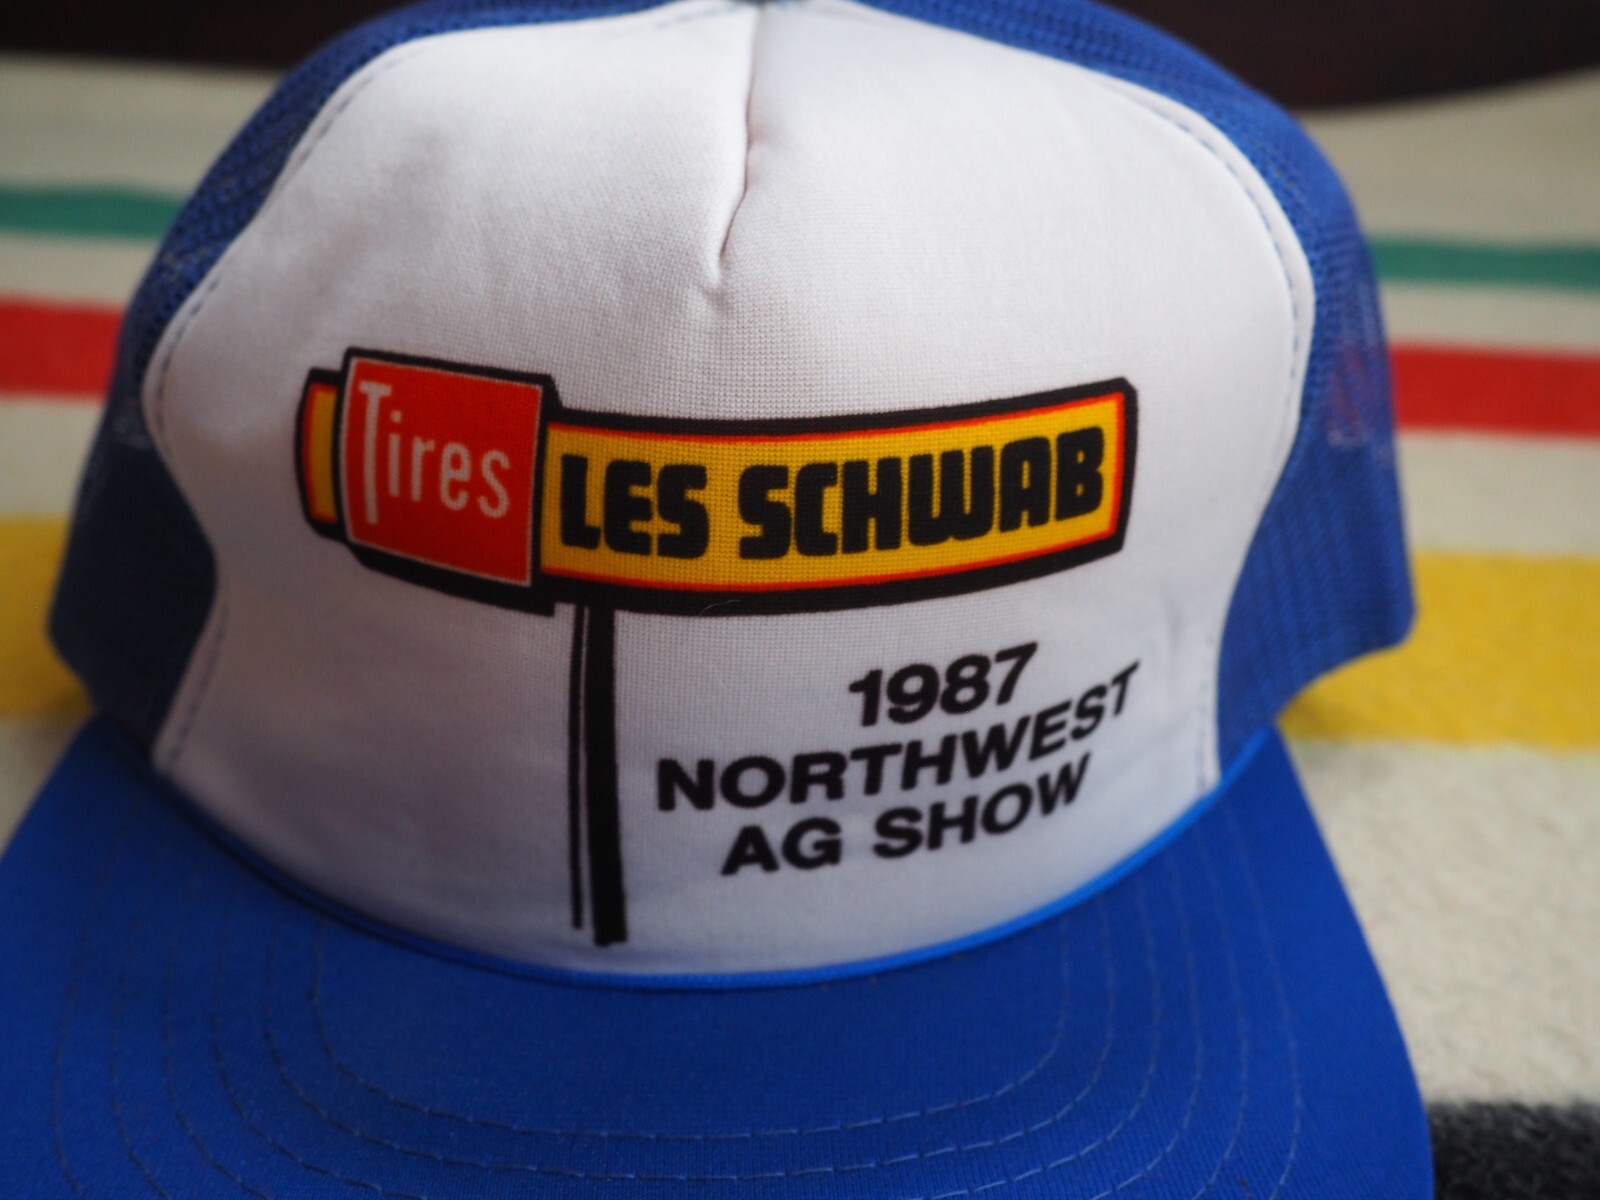 Tires
LES SCHWAB
1987
NORTHWEST
AG SHOW